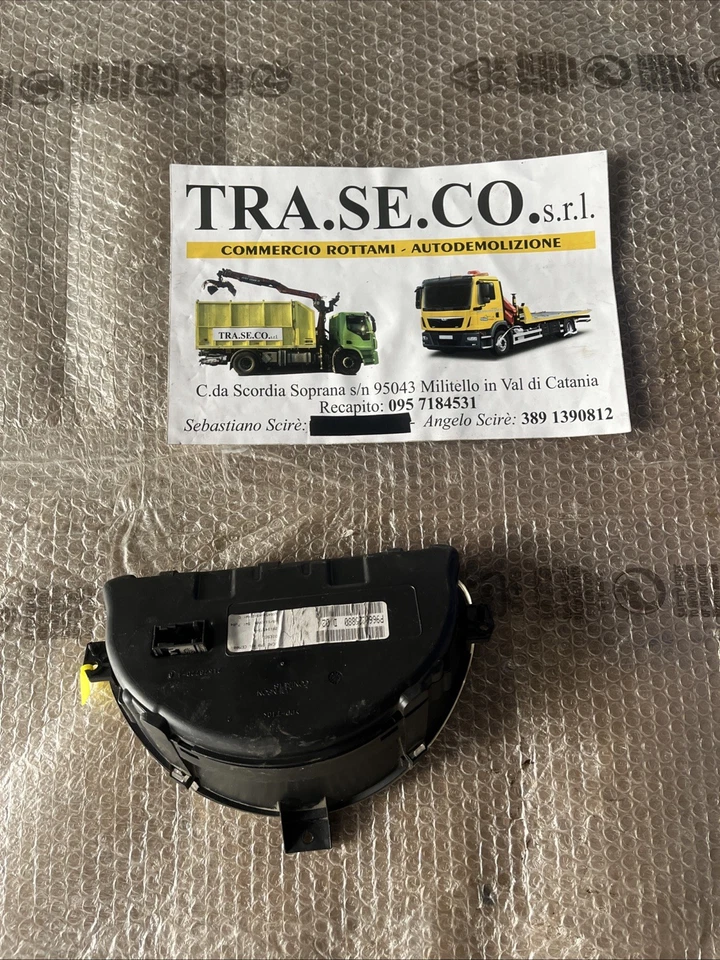 TRA.SE.CO.s.r.l.
COMMERCIO ROTTAMI - AUTODEMOLIZIONE
TRA.SE.CO.s.r.l.
C.da Scordia Soprana s/n 95043 Militello in Val di Catania
Recapito: 095 7184531
Sebastiano Scirè: - Angelo Scirè: 389 1390812